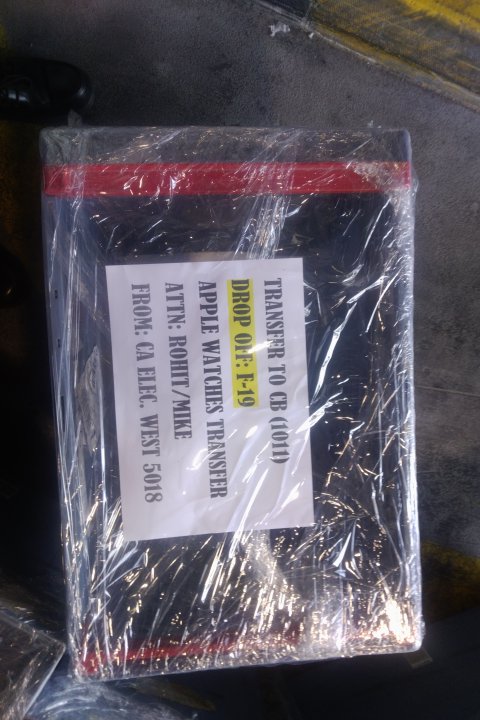 TRANSFER TO CB (1011)
DROP OFF: F-19
APPLE WATCHES TRANSFER
ATTN: ROHIT/MIKE
FROM: CA ELEC. WEST 5018